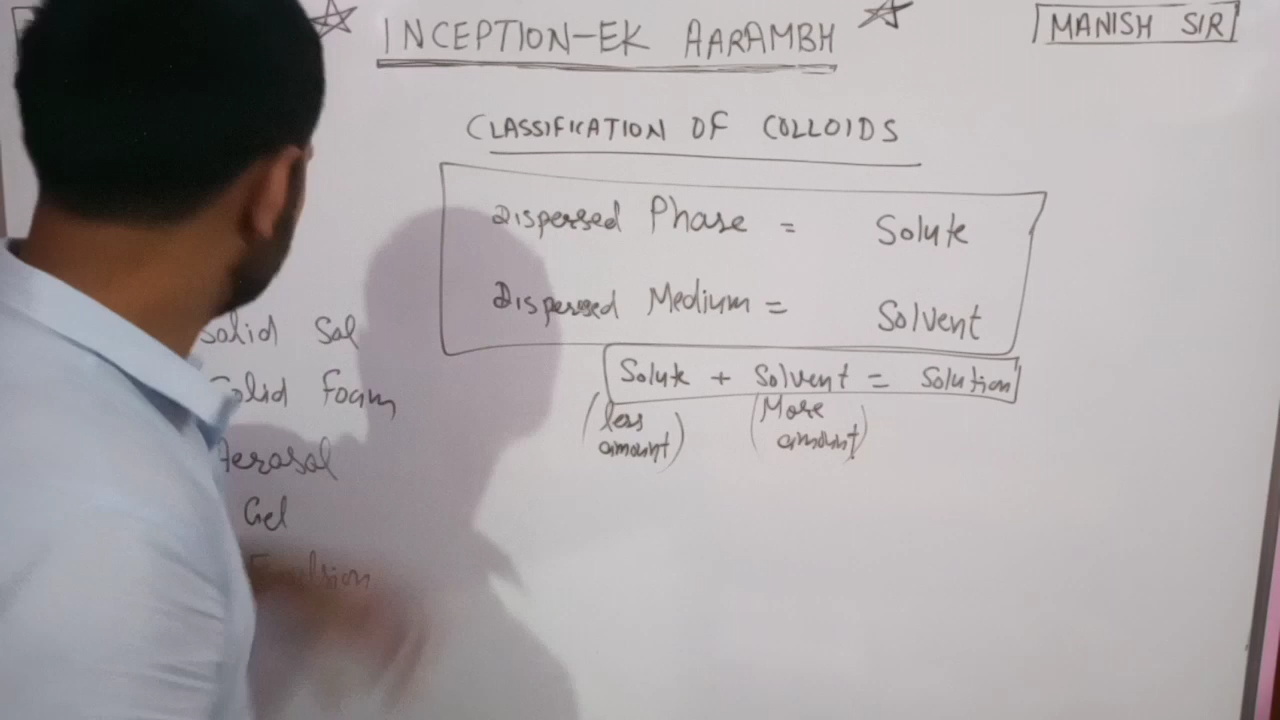 INCEPTION-EK AARAMBH
MANISH SIR
CLASSIFICATION OF COLLOIDS
Dispersed Phase = Solute
Dispersed Medium = Solvent
Solute + Solvent = Solution
(less amount) (More amount)
Solid Sol
Solid Foam
Aerosol
Gel
Emulsion